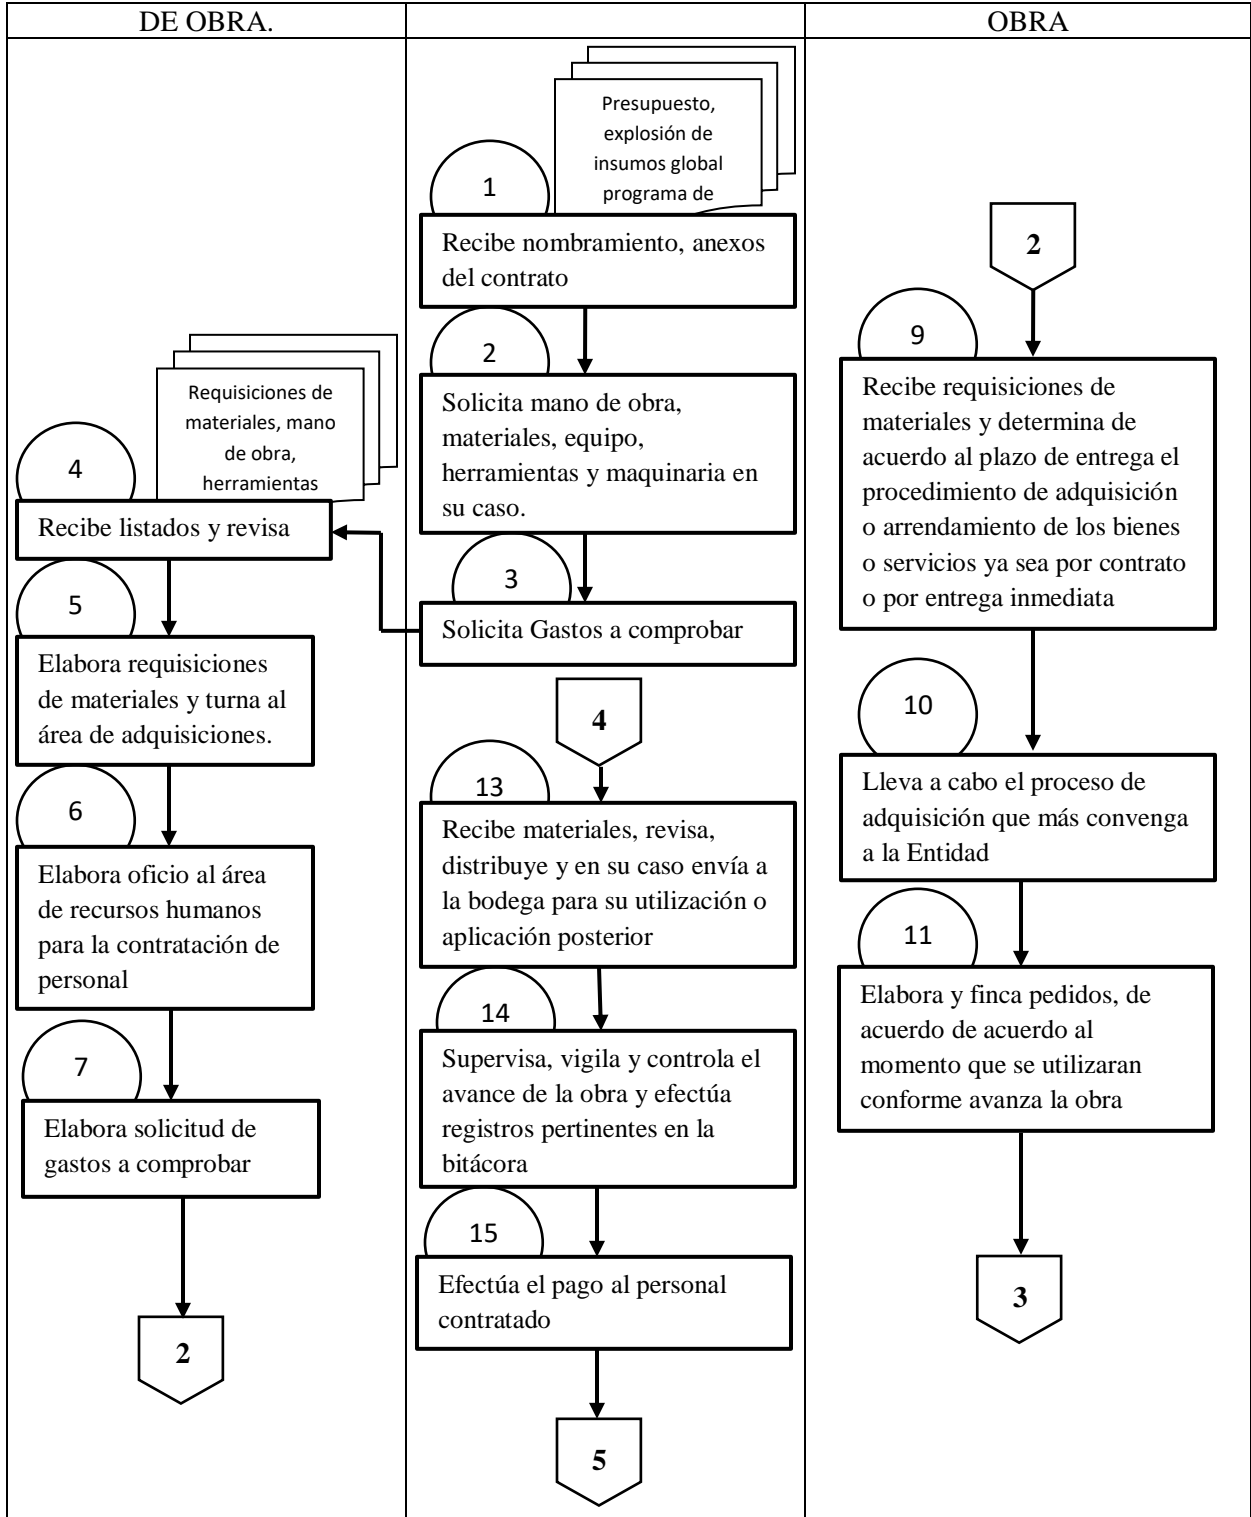 DE OBRA.
OBRA
Requisiciones de
materiales, mano
de obra,
herramientas
4
Recibe listados y revisa
5
Elabora requisiciones
de materiales y turna al
área de adquisiciones.
6
Elabora oficio al área
de recursos humanos
para la contratación de
personal
7
Elabora solicitud de
gastos a comprobar
2
Presupuesto,
explosión de
insumos global
programa de
1
Recibe nombramiento, anexos
del contrato
2
Solicita mano de obra,
materiales, equipo,
herramientas y maquinaria en
su caso.
3
Solicita Gastos a comprobar
4
13
Recibe materiales, revisa,
distribuye y en su caso envía a
la bodega para su utilización o
aplicación posterior
14
Supervisa, vigila y controla el
avance de la obra y efectúa
registros pertinentes en la
bitácora
15
Efectúa el pago al personal
contratado
5
2
9
Recibe requisiciones de
materiales y determina de
acuerdo al plazo de entrega el
procedimiento de adquisición
o arrendamiento de los bienes
o servicios ya sea por contrato
o por entrega inmediata
10
Lleva a cabo el proceso de
adquisición que más convenga
a la Entidad
11
Elabora y finca pedidos, de
acuerdo de acuerdo al
momento que se utilizaran
conforme avanza la obra
3